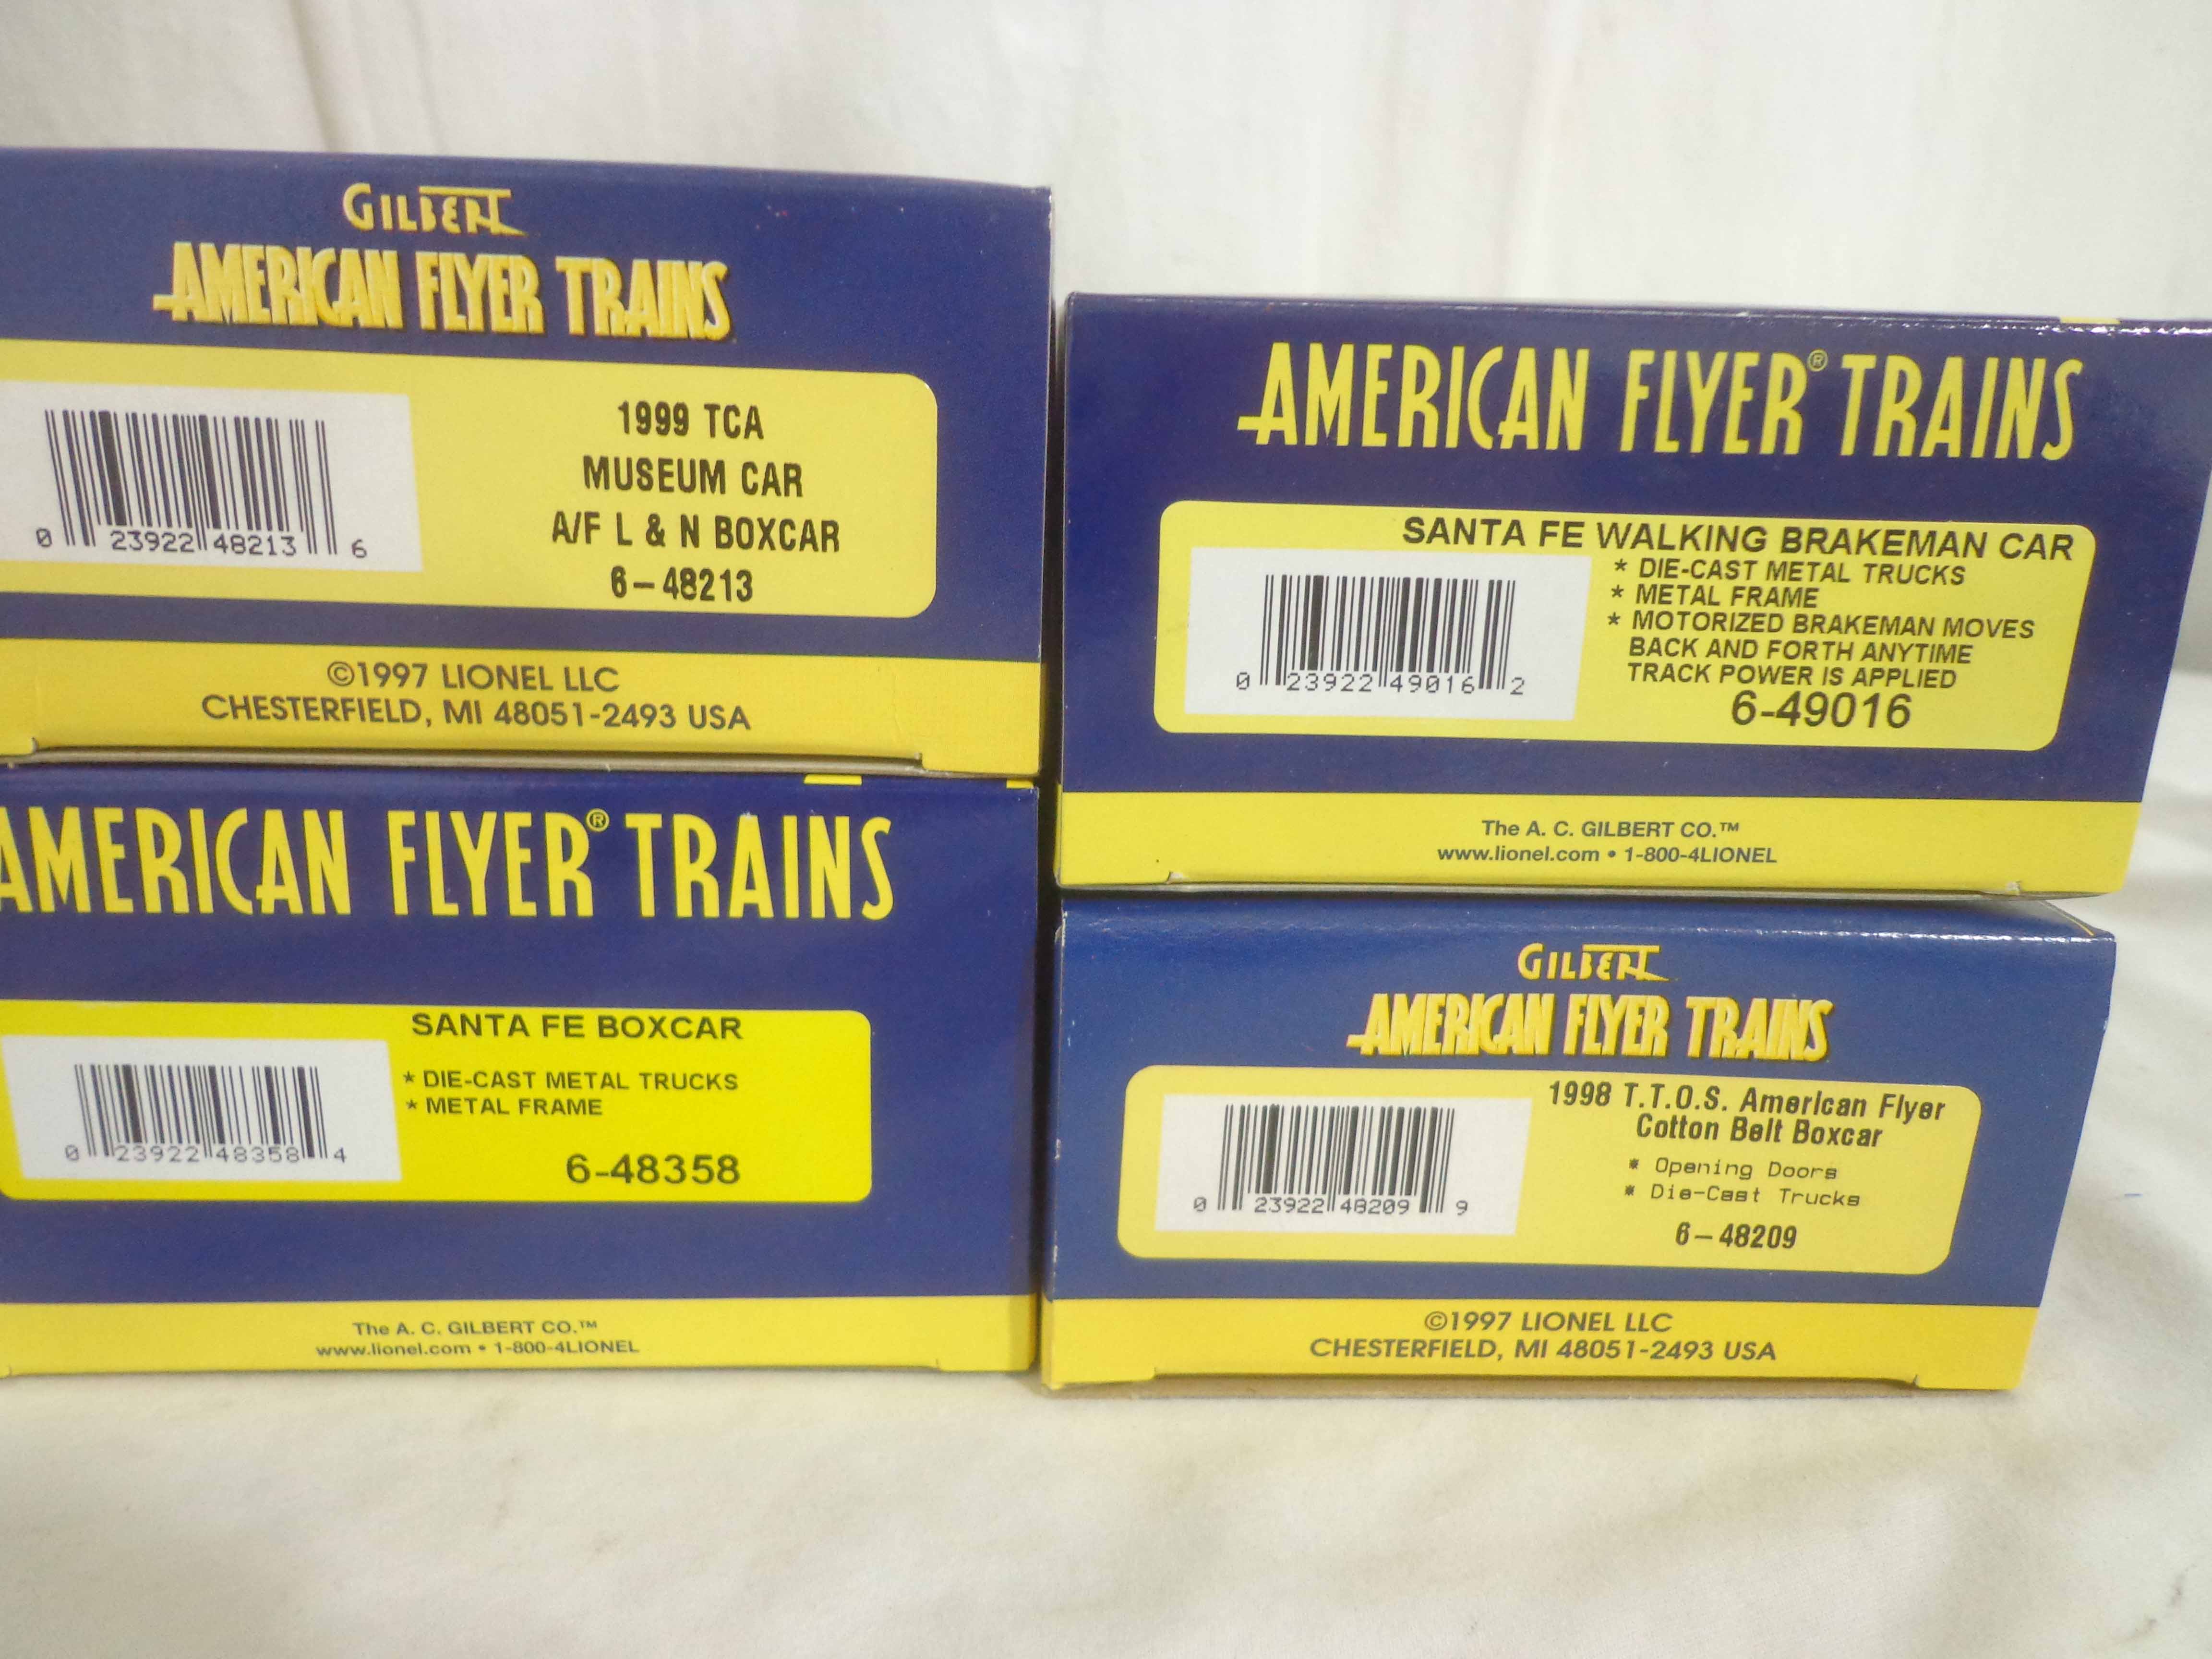 GILBERT
AMERICAN FLYER TRAINS
1999 TCA
MUSEUM CAR
A/F L & N BOXCAR
6-48213
0 23922 48213 6
©1997 LIONEL LLC
CHESTERFIELD, MI 48051-2493 USA
AMERICAN FLYER® TRAINS
SANTA FE WALKING BRAKEMAN CAR
* DIE-CAST METAL TRUCKS
* METAL FRAME
* MOTORIZED BRAKEMAN MOVES
BACK AND FORTH ANYTIME
TRACK POWER IS APPLIED
6-49016
0 23922 49016 2
The A. C. GILBERT CO.™
www.lionel.com • 1-800-4LIONEL
AMERICAN FLYER® TRAINS
SANTA FE BOXCAR
* DIE-CAST METAL TRUCKS
* METAL FRAME
6-48358
0 23922 48358 4
The A. C. GILBERT CO.™
www.lionel.com • 1-800-4LIONEL
GILBERT
AMERICAN FLYER TRAINS
1998 T.T.O.S. American Flyer
Cotton Belt Boxcar
* Opening Doors
* Die-Cast Trucks
6-48209
0 23922 48209 9
©1997 LIONEL LLC
CHESTERFIELD, MI 48051-2493 USA